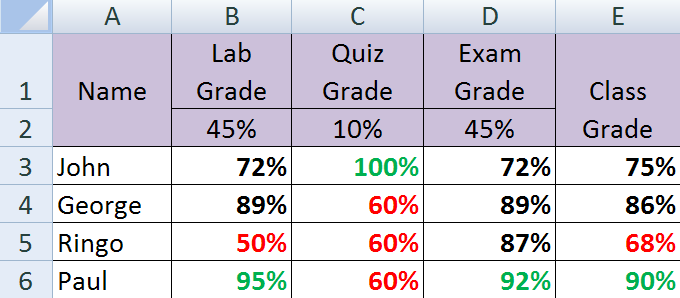 A B C D E
1 Name Lab Grade Quiz Grade Exam Grade Class Grade
2 45% 10% 45%
3 John 72% 100% 72% 75%
4 George 89% 60% 89% 86%
5 Ringo 50% 60% 87% 68%
6 Paul 95% 60% 92% 90%